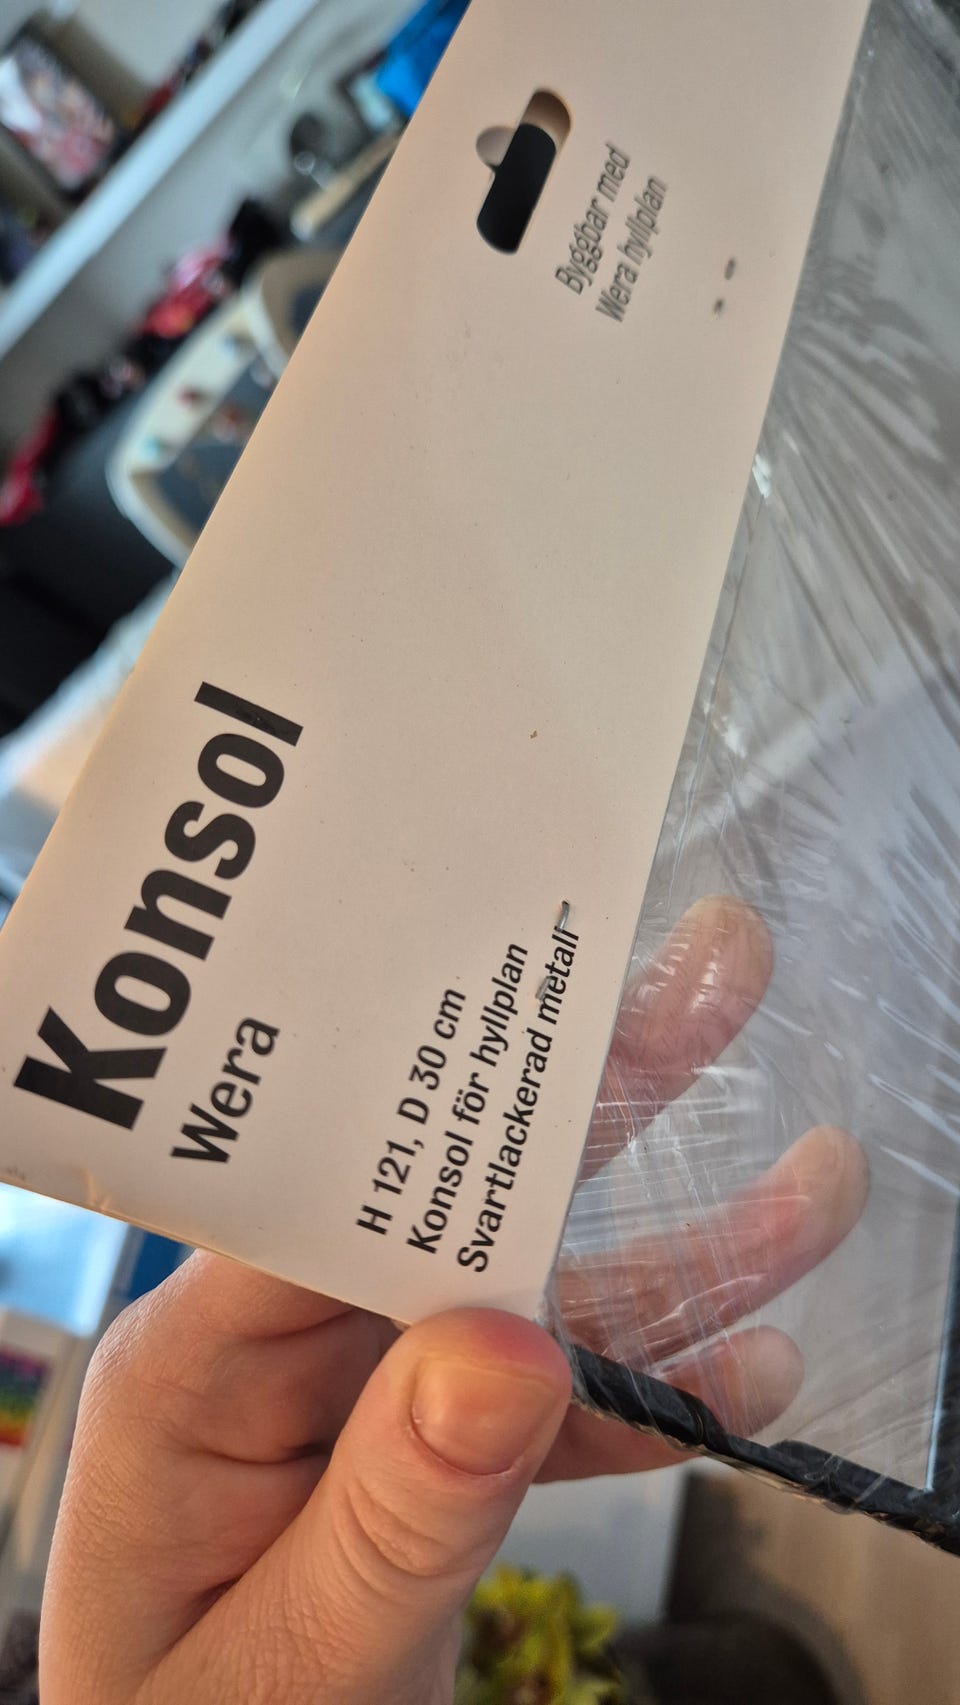 Byggbar med
Wera hyllplan
Konsol
Wera
H 121, D 30 cm
Konsol för hyllplan
Svartlackerad metall